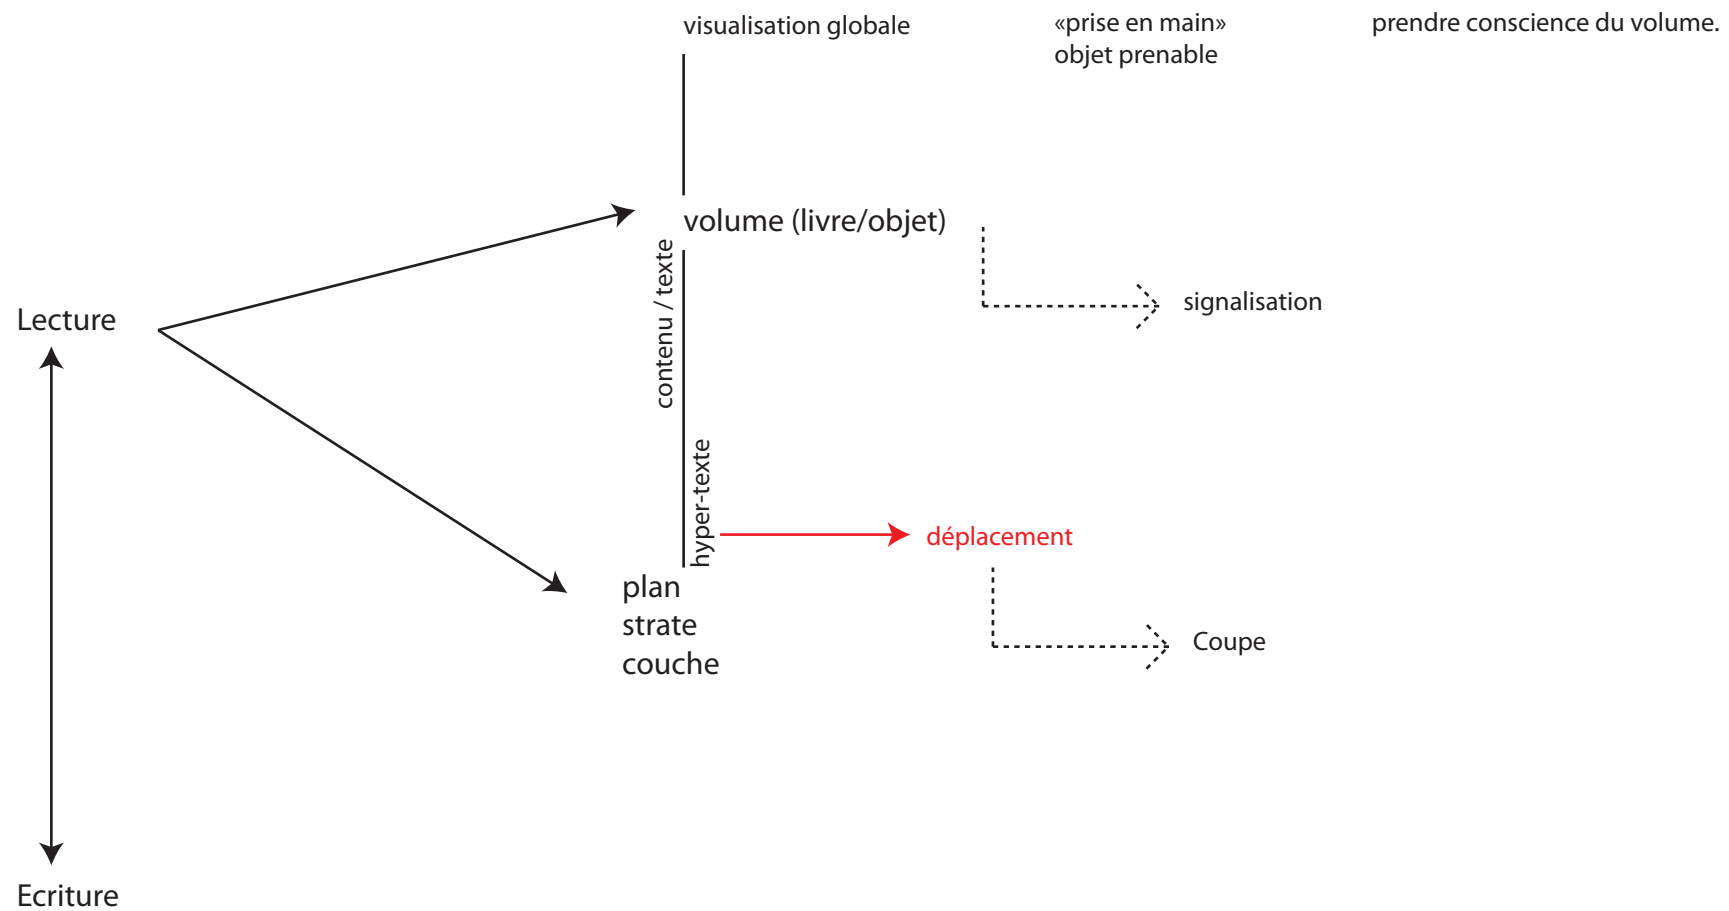 visualisation globale
«prise en main»
objet prenable
prendre conscience du volume.
volume (livre/objet)
contenu / texte
signalisation
Lecture
hyper-texte
déplacement
plan
strate
couche
Coupe
Ecriture